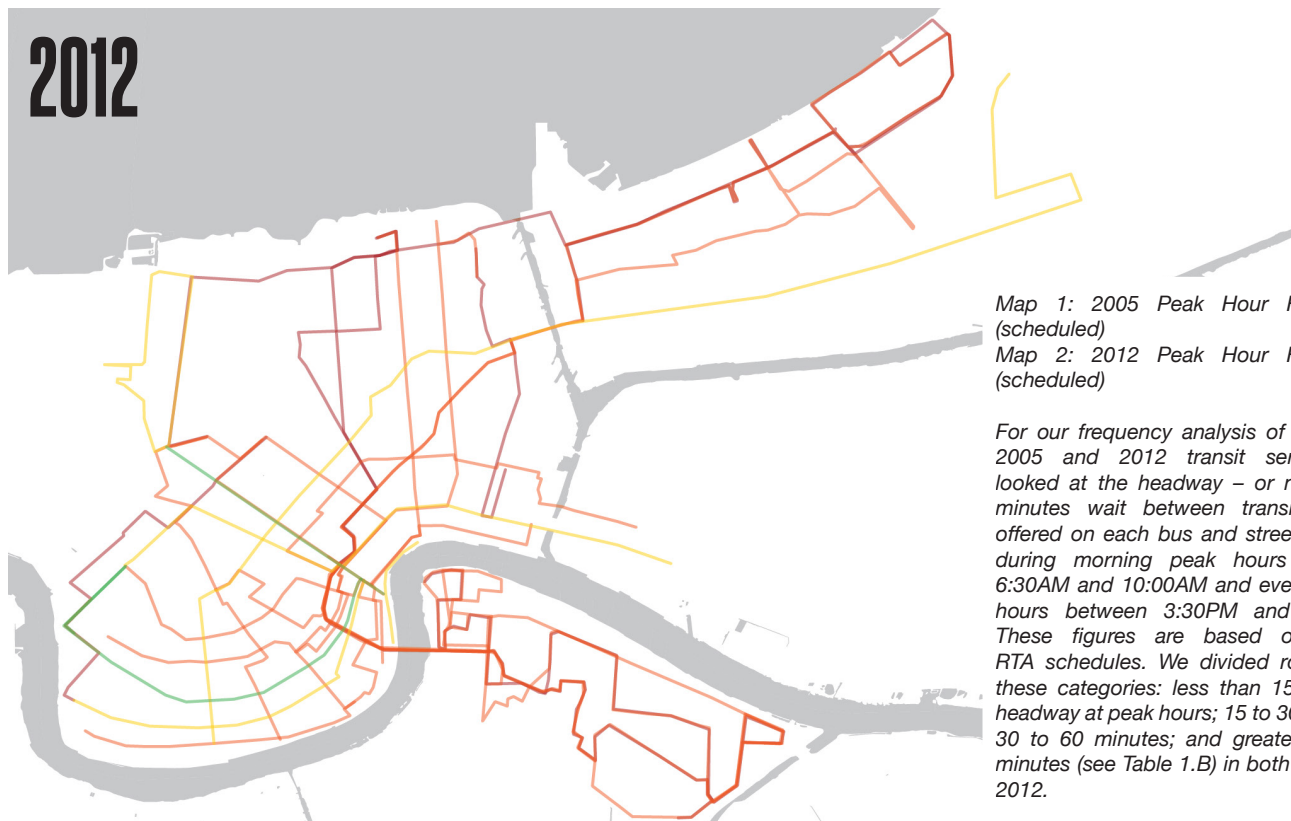 2012
Map 1: 2005 Peak Hour
(scheduled)
Map 2: 2012 Peak Hour
(scheduled)
For our frequency analysis of
2005 and 2012 transit
looked at the headway – or
minutes wait between
offered on each bus and
during morning peak hours
6:30AM and 10:00AM and
hours between 3:30PM and
These figures are based
RTA schedules. We divided
these categories: less than 15
headway at peak hours; 15 to
30 to 60 minutes; and
minutes (see Table 1.B) in both
2012.